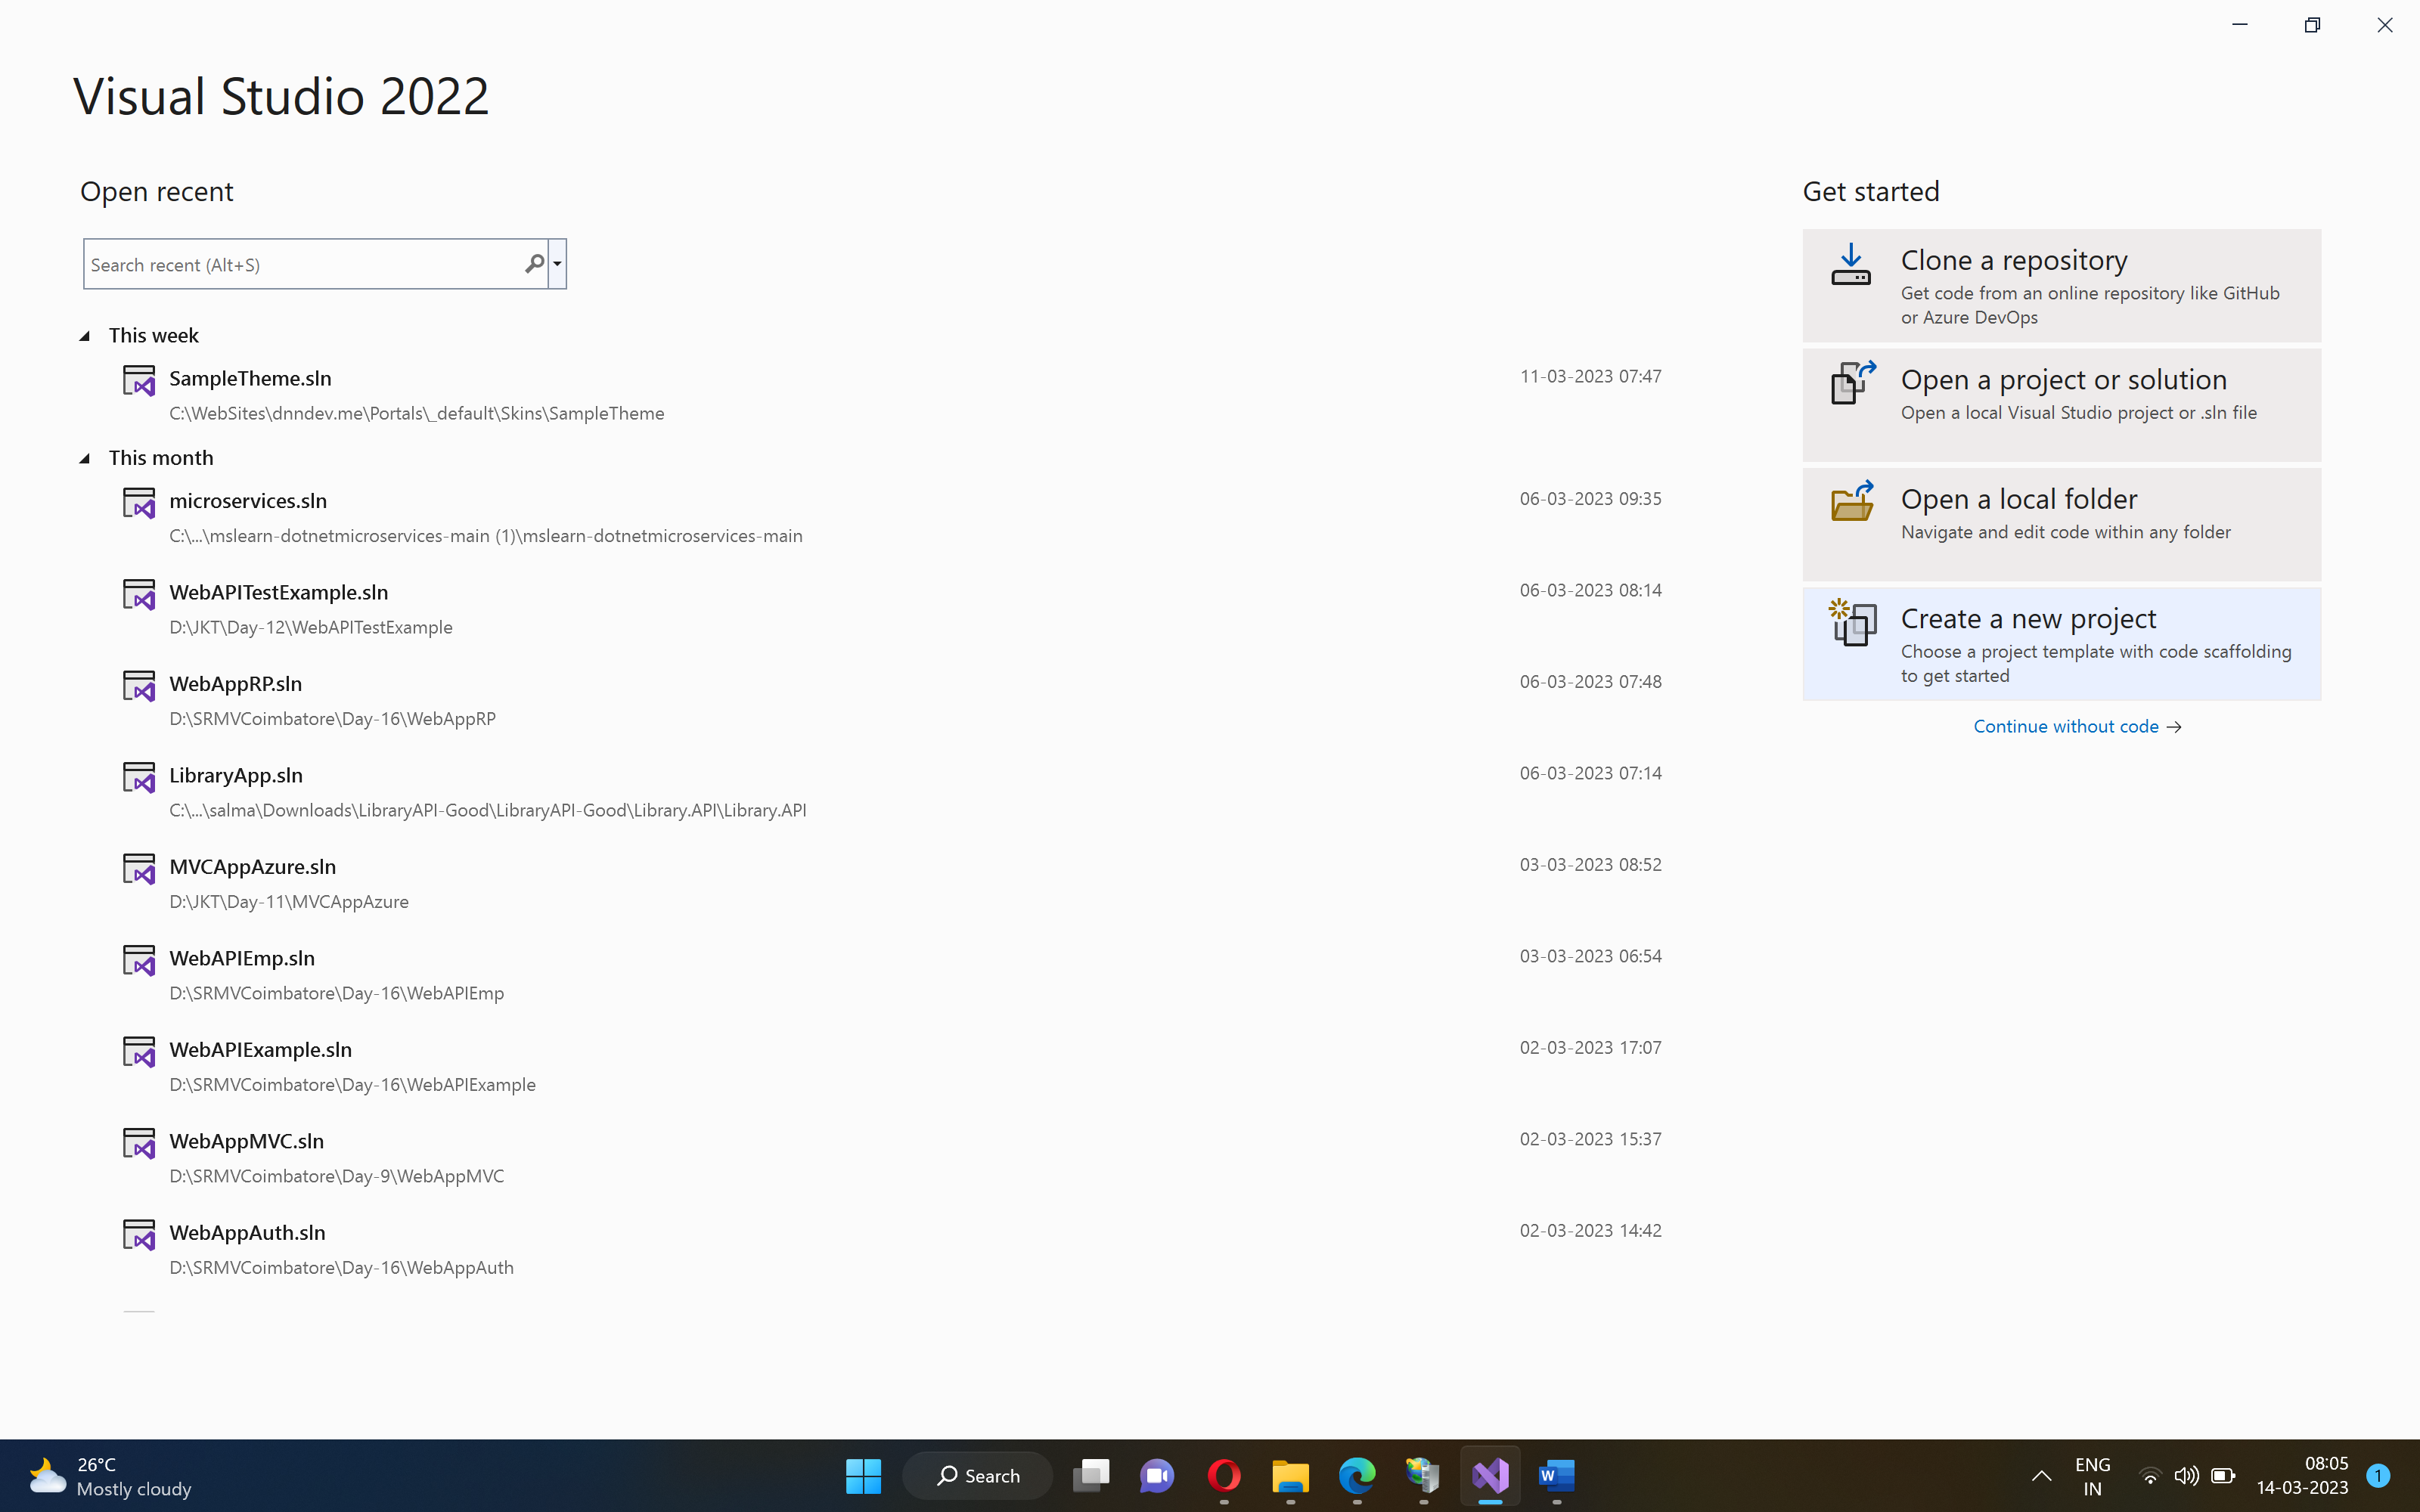 Visual Studio 2022
Open recent
Search recent (Alt+S)
This week
SampleTheme.sln
11-03-2023 07:47
C:\WebSites\dnndev.me\Portals\_default\Skins\SampleTheme
This month
microservices.sln
06-03-2023 09:35
C:\...\mslearn-dotnetmicroservices-main (1)\mslearn-dotnetmicroservices-main
WebAPITestExample.sln
06-03-2023 08:14
D:\JKT\Day-12\WebAPITestExample
WebAppRP.sln
06-03-2023 07:48
D:\SRMVCoimbatore\Day-16\WebAppRP
LibraryApp.sln
06-03-2023 07:14
C:\...\salma\Downloads\LibraryAPI-Good\LibraryAPI-Good\Library.API\Library.API
MVCAppAzure.sln
03-03-2023 08:52
D:\JKT\Day-11\MVCAppAzure
WebAPIEmp.sln
03-03-2023 06:54
D:\SRMVCoimbatore\Day-16\WebAPIEmp
WebAPIExample.sln
02-03-2023 17:07
D:\SRMVCoimbatore\Day-16\WebAPIExample
WebAppMVC.sln
02-03-2023 15:37
D:\SRMVCoimbatore\Day-9\WebAppMVC
WebAppAuth.sln
02-03-2023 14:42
D:\SRMVCoimbatore\Day-16\WebAppAuth
Get started
Clone a repository
Get code from an online repository like GitHub
or Azure DevOps
Open a project or solution
Open a local Visual Studio project or .sln file
Open a local folder
Navigate and edit code within any folder
Create a new project
Choose a project template with code scaffolding
to get started
Continue without code →
26°C
Mostly cloudy
Search
W
ENG
IN
08:05
14-03-2023
1